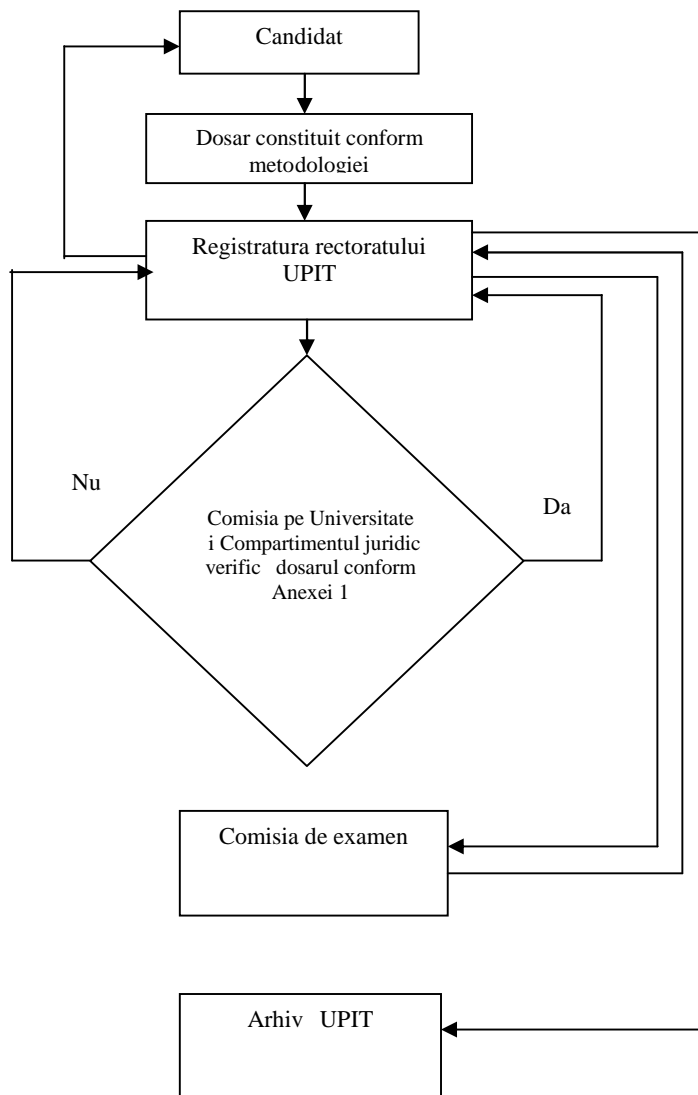 Candidat
Dosar constituit conform
metodologiei
Registratura rectoratului
UPIT
Nu
Da
Comisia pe Universitate
i Compartimentul juridic
verific dosarul conform
Anexei 1
Comisia de examen
Arhiv UPIT